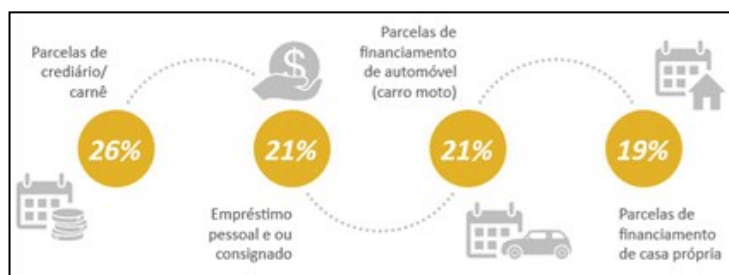 Parcelas de
crediário/
carnê
26%
$
21%
Empréstimo
pessoal e ou
consignado
Parcelas de
financiamento
de automóvel
(carro moto)
21%
19%
Parcelas de
financiamento
de casa própria